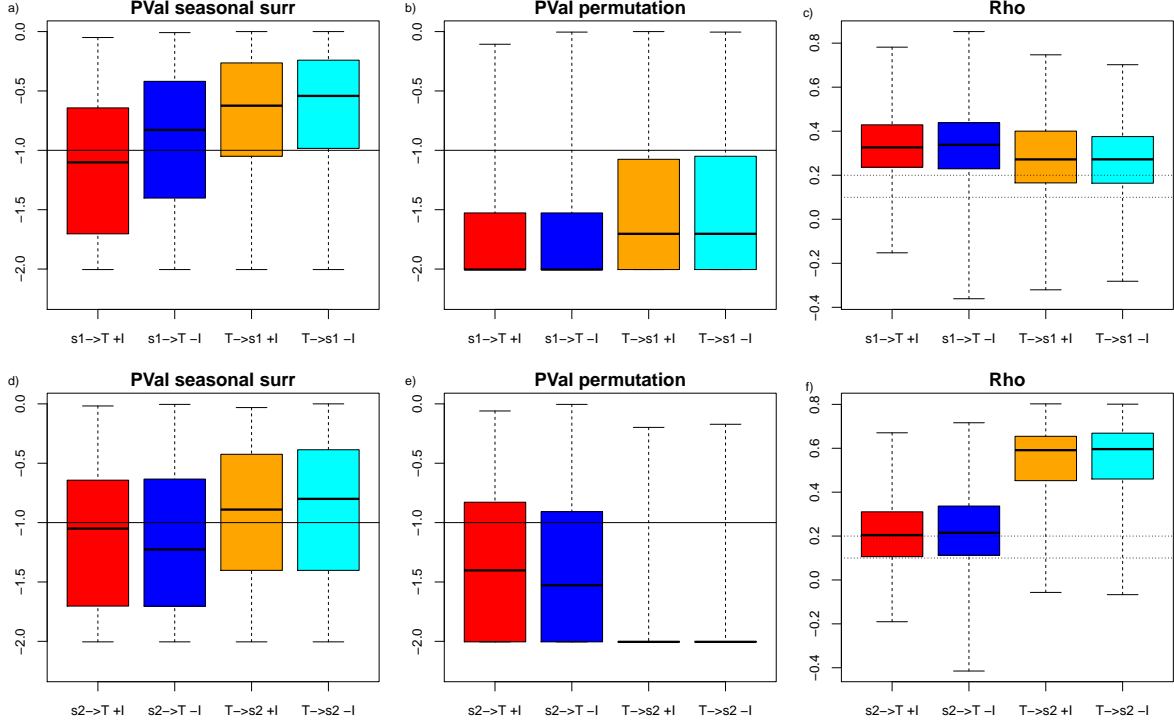 a)
PVal seasonal surr
0.0
−0.5
−1.0
−1.5
−2.0
s1−>T +I
s1−>T −I
T−>s1 +I
T−>s1 −I
b)
PVal permutation
0.0
−0.5
−1.0
−1.5
−2.0
s1−>T +I
s1−>T −I
T−>s1 +I
T−>s1 −I
c)
Rho
0.8
0.6
0.4
0.2
0.0
−0.2
−0.4
s1−>T +I
s1−>T −I
T−>s1 +I
T−>s1 −I
d)
PVal seasonal surr
0.0
−0.5
−1.0
−1.5
−2.0
s2−>T +I
s2−>T −I
T−>s2 +I
T−>s2 −I
e)
PVal permutation
0.0
−0.5
−1.0
−1.5
−2.0
s2−>T +I
s2−>T −I
T−>s2 +I
T−>s2 −I
f)
Rho
0.8
0.6
0.4
0.2
0.0
−0.2
−0.4
s2−>T +I
s2−>T −I
T−>s2 +I
T−>s2 −I